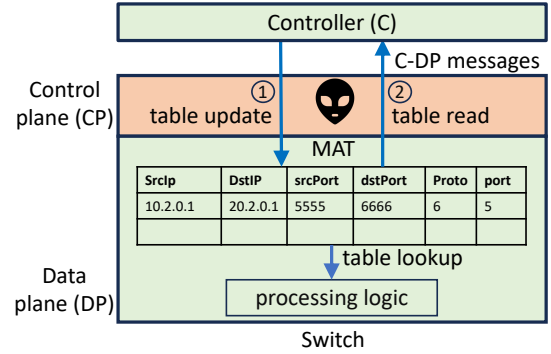 Controller (C)
C-DP messages
Control
plane (CP)
1
2
table update
table read
MAT
SrcIp DstIP srcPort dstPort Proto port
10.2.0.1 20.2.0.1 5555 6666 6 5
table lookup
Data
plane (DP)
processing logic
Switch